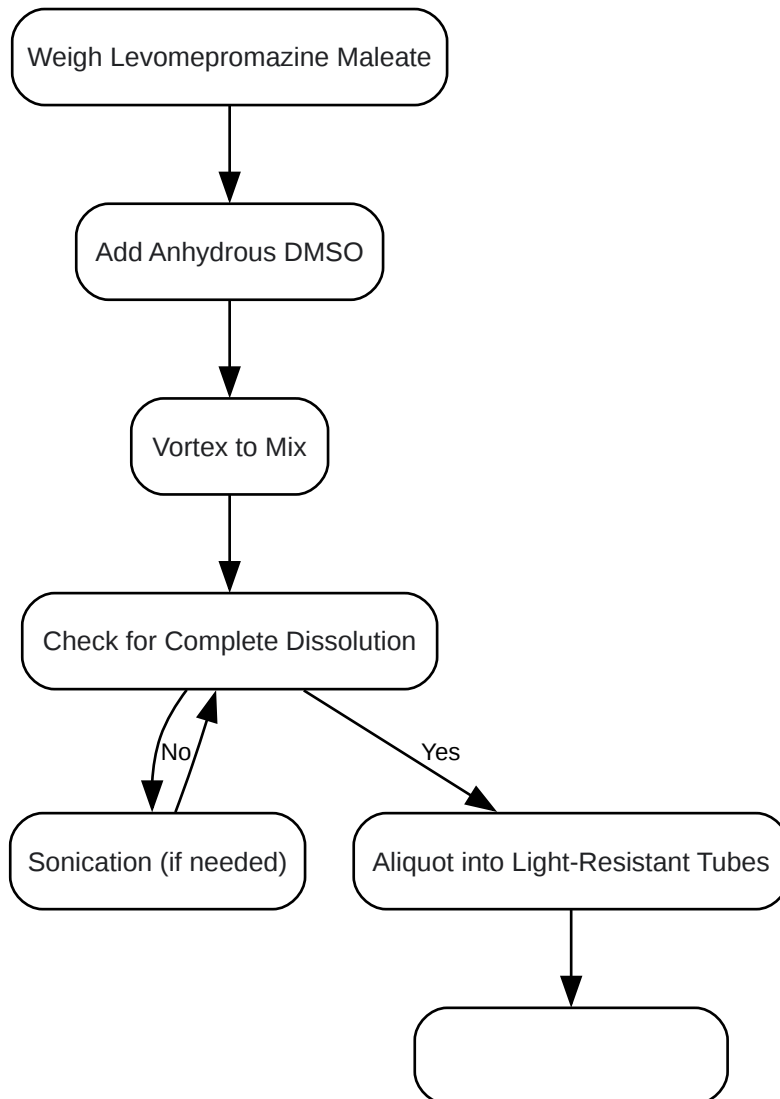 Weigh Levomepromazine Maleate
Add Anhydrous DMSO
Vortex to Mix
Check for Complete Dissolution
No
Yes
Sonication (if needed)
Aliquot into Light-Resistant Tubes